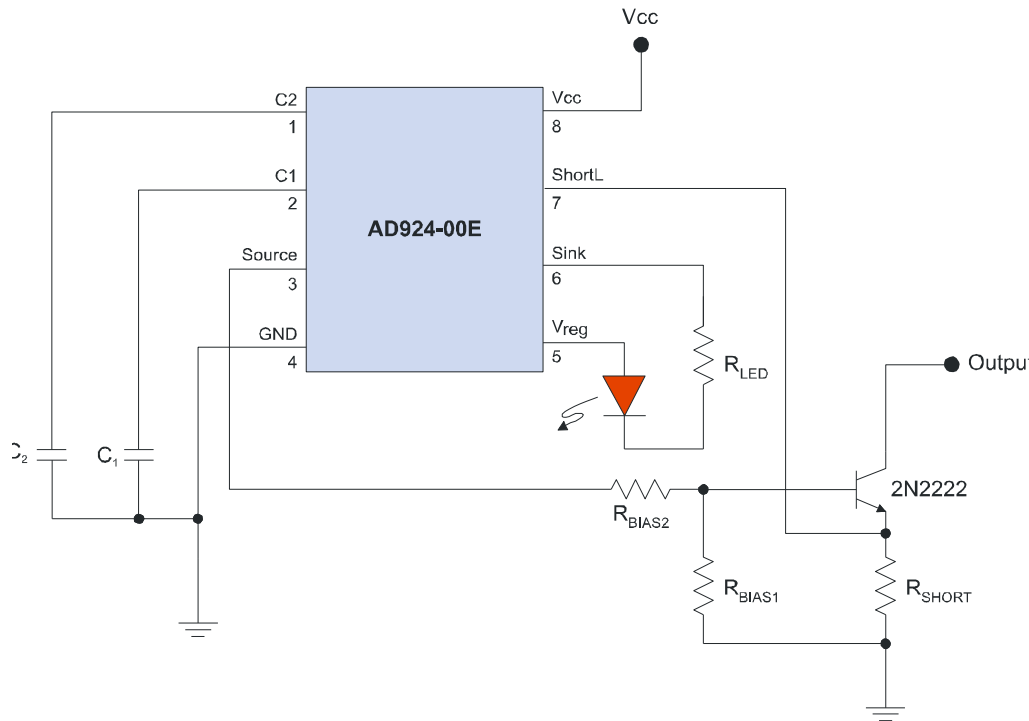 Vcc
C2
1
Vcc
8
C1
2
ShortL
7
AD924-00E
Source
3
Sink
6
GND
4
Vreg
5
RLED
Output
C2
C1
2N2222
RBIAS2
RBIAS1
RSHORT